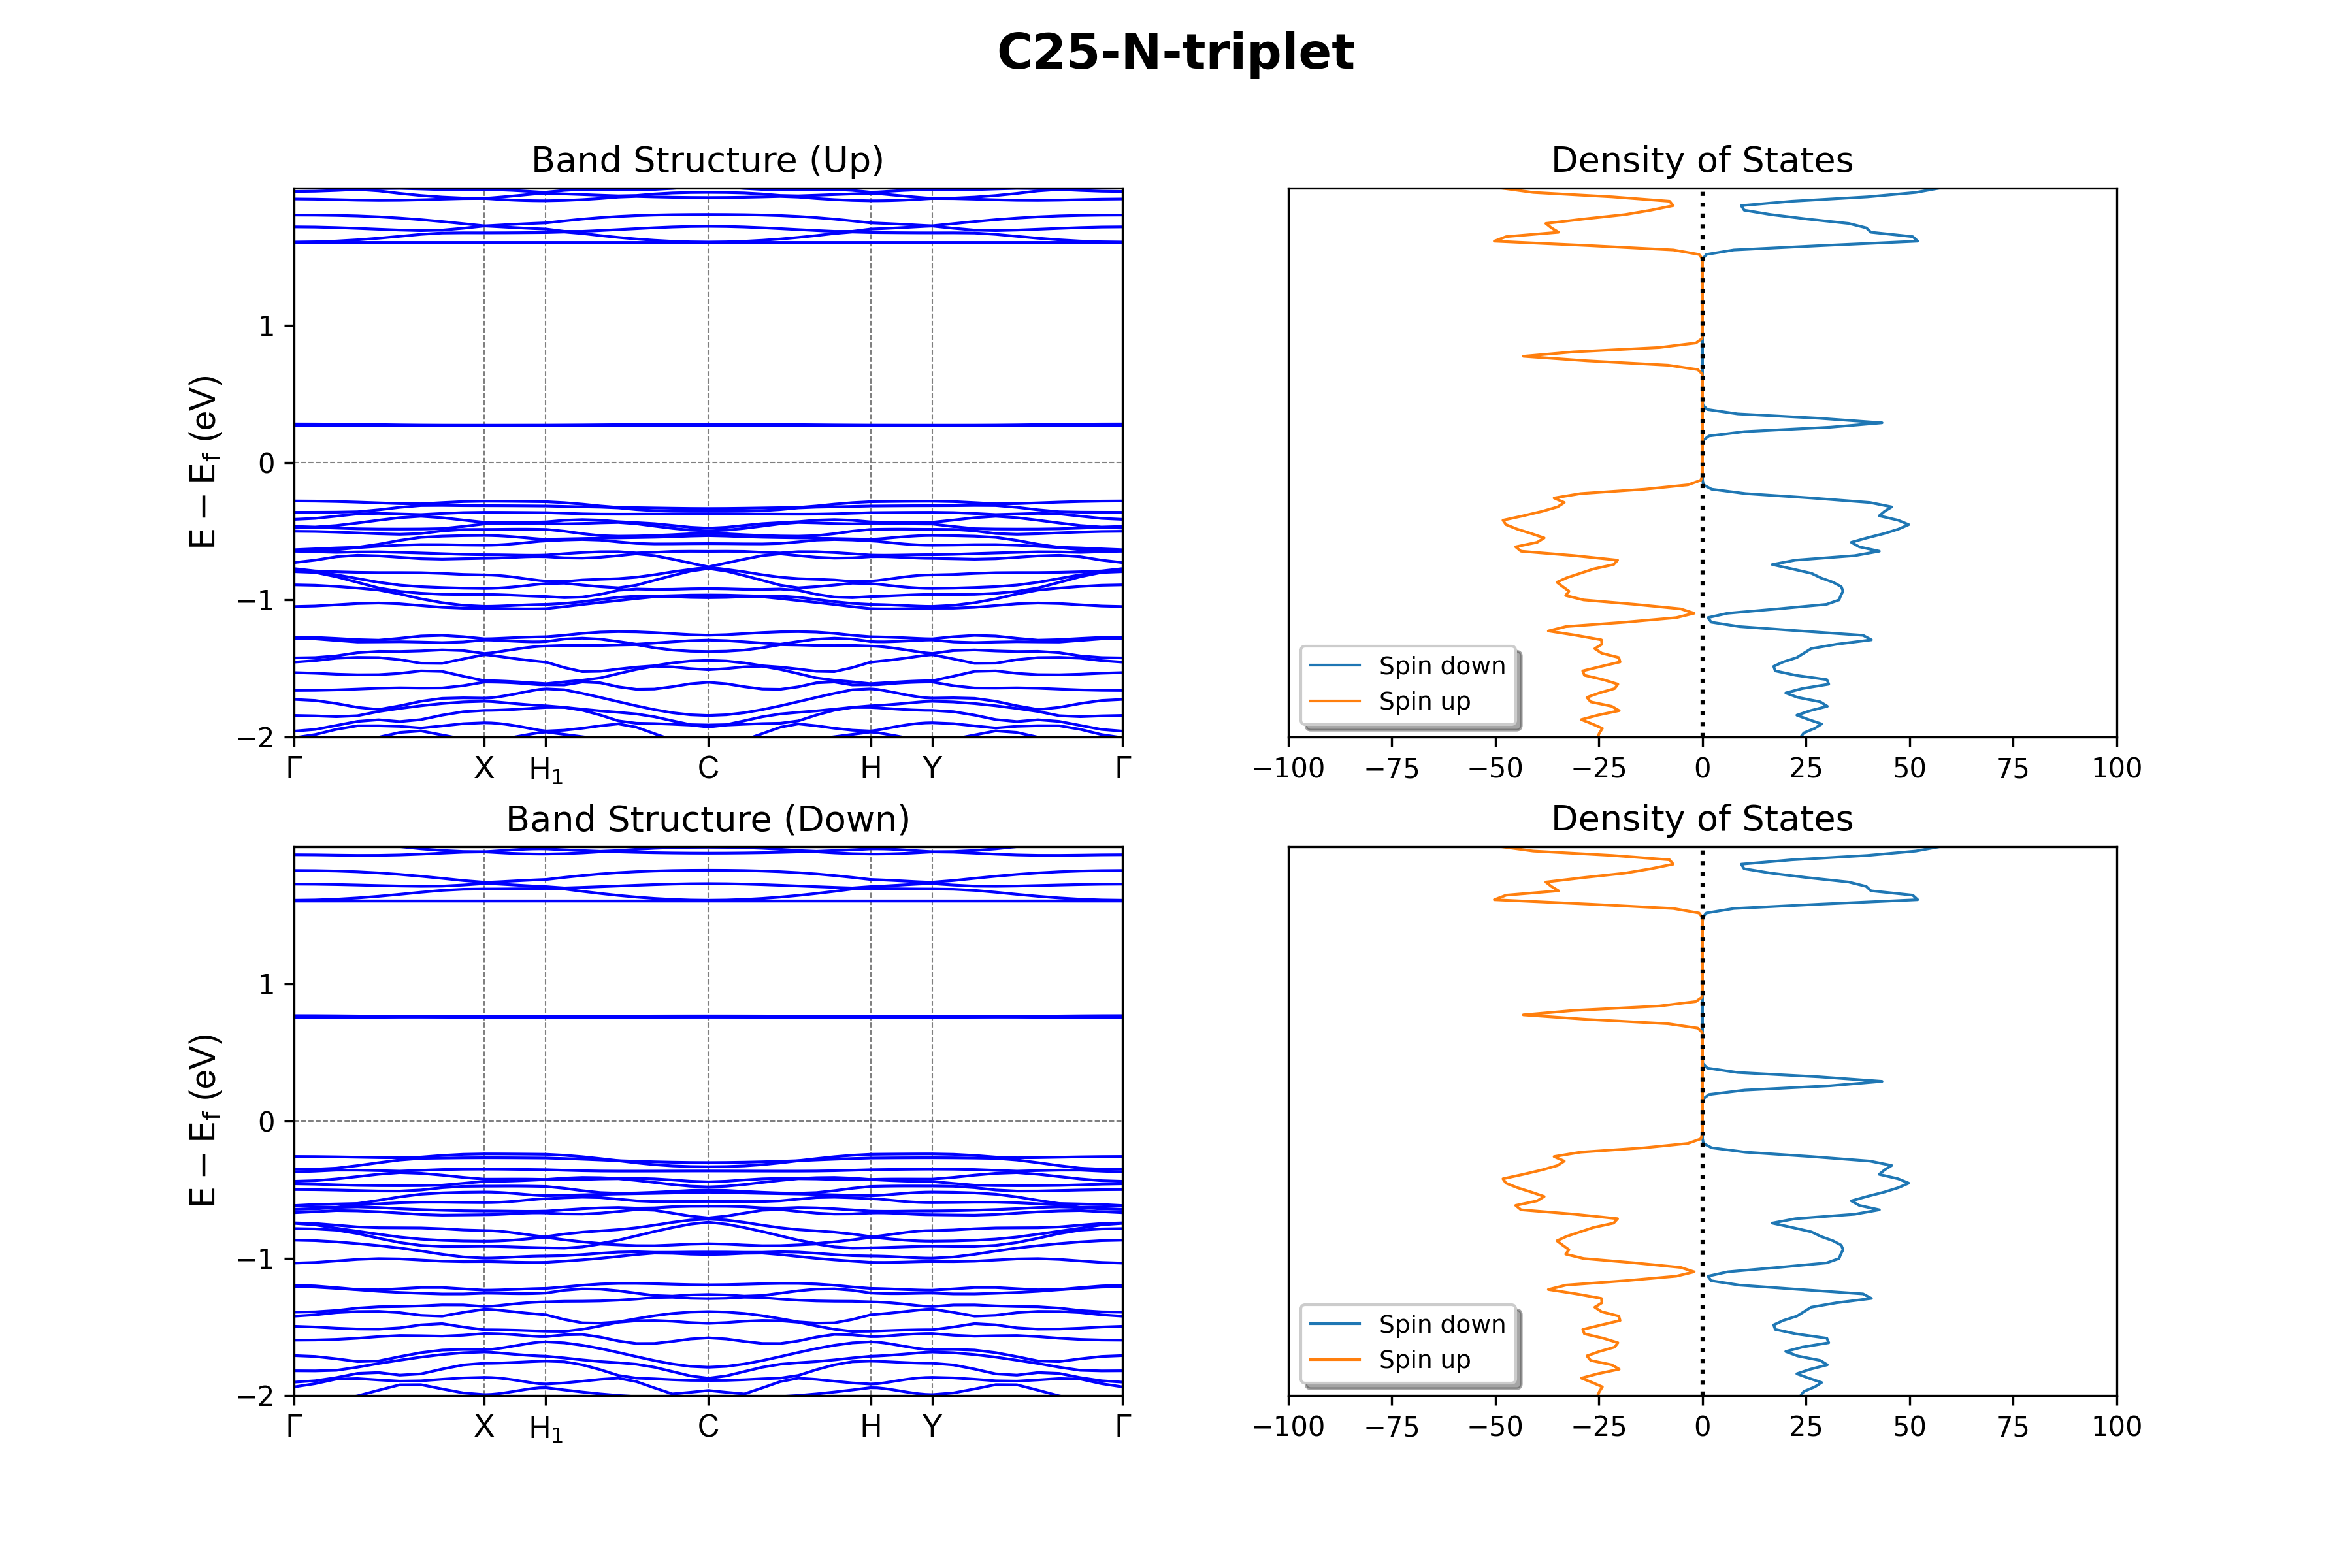 C25-N-triplet
Band Structure (Up)
Density of States
E − E_f (eV)
1
0
−1
−2
Γ X H₁ C H Y Γ
Spin down
Spin up
−100 −75 −50 −25 0 25 50 75 100
Band Structure (Down)
Density of States
E − E_f (eV)
1
0
−1
−2
Γ X H₁ C H Y Γ
Spin down
Spin up
−100 −75 −50 −25 0 25 50 75 100